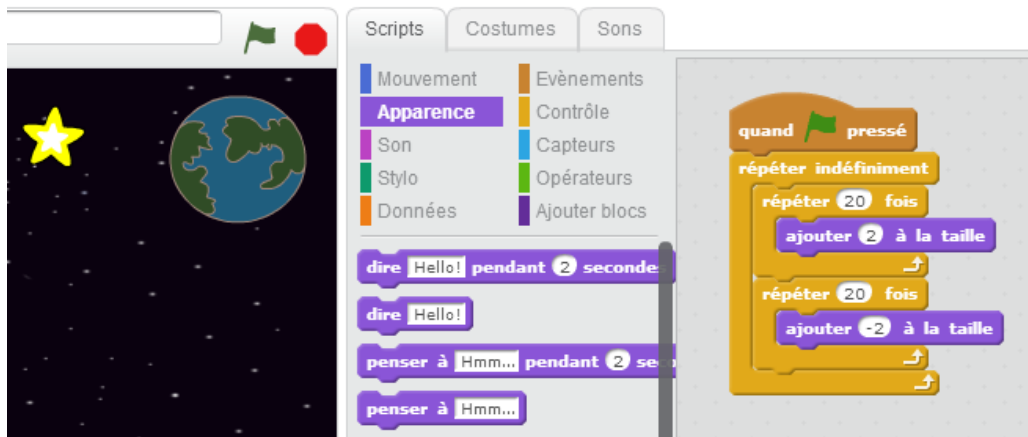 Scripts Costumes Sons
Mouvement Evènements
Apparence Contrôle
Son Capteurs
Stylo Opérateurs
Données Ajouter blocs
dire Hello! pendant 2 secondes
dire Hello!
penser à Hmm... pendant 2 sec
penser à Hmm...
quand pressé
répéter indéfiniment
répéter 20 fois
ajouter 2 à la taille
répéter 20 fois
ajouter -2 à la taille